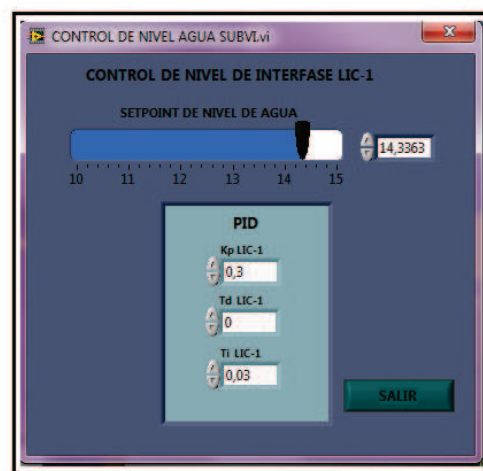 CONTROL DE NIVEL AGUA SUBVI.vi
CONTROL DE NIVEL DE INTERFASE LIC-1
SETPOINT DE NIVEL DE AGUA
14,3363
10 11 12 13 14 15
PID
Kp LIC-1
0,3
Td LIC-1
0
Ti LIC-1
0,03
SALIR